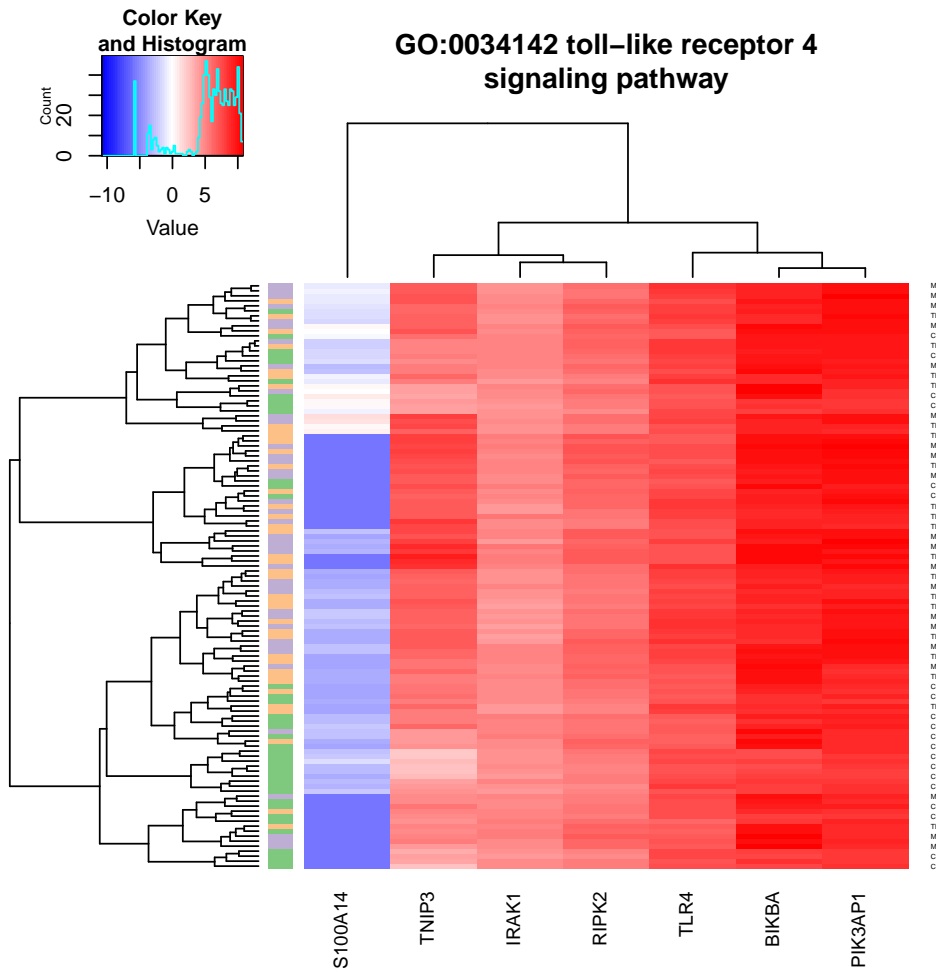 Color Key
and Histogram
Count
0
20
−10
0
5
Value
GO:0034142 toll−like receptor 4
signaling pathway
S100A14
TNIP3
IRAK1
RIPK2
TLR4
BIKBA
PIK3AP1